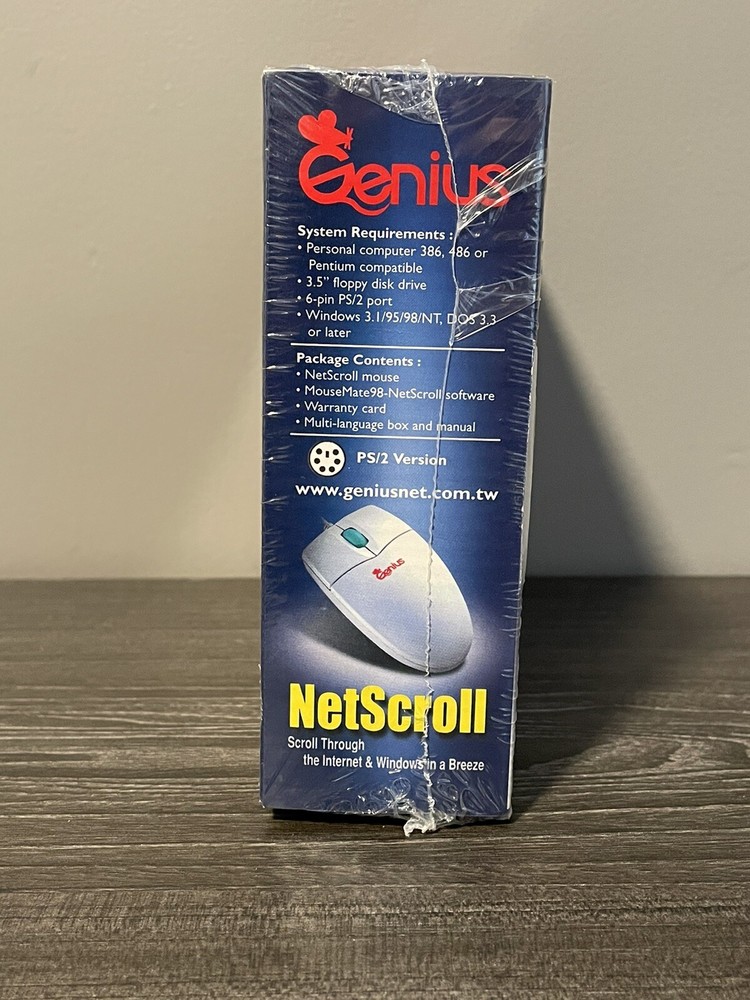 Genius
System Requirements :
• Personal computer 386, 486 or
Pentium compatible
• 3.5" floppy disk drive
• 6-pin PS/2 port
• Windows 3.1/95/98/NT, DOS 3.3
or later
Package Contents :
• NetScroll mouse
• MouseMate98-NetScroll software
• Warranty card
• Multi-language box and manual
PS/2 Version
www.geniusnet.com.tw
Genius
NetScroll
Scroll Through
the Internet & Windows in a Breeze